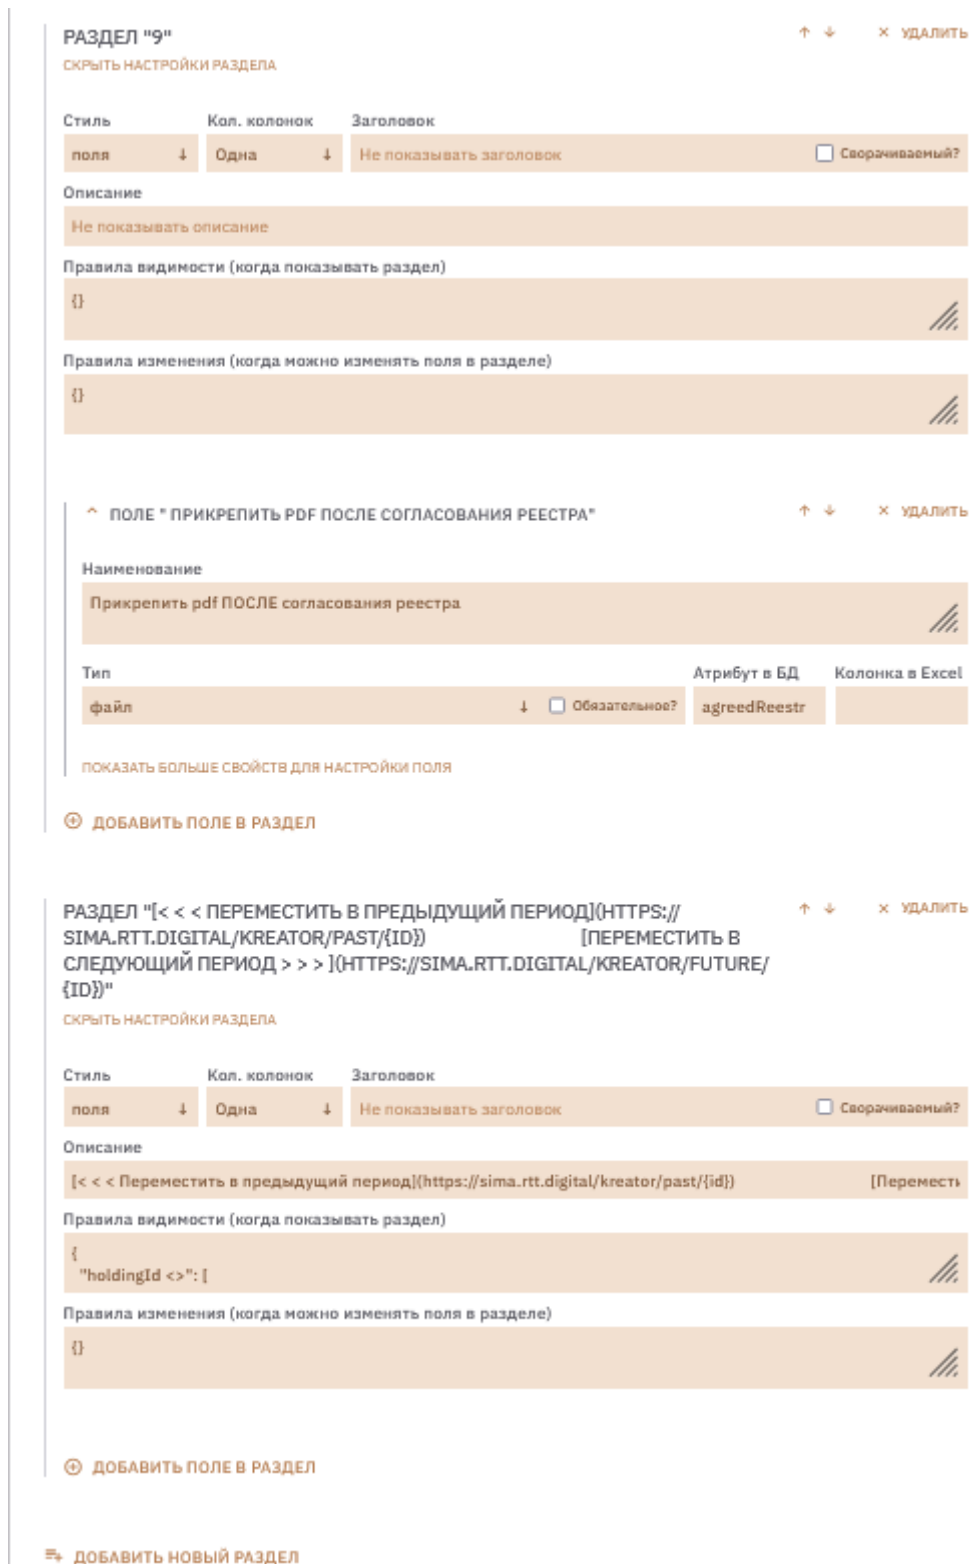 РАЗДЕЛ "9" ↑ ↓ × УДАЛИТЬ
СКРЫТЬ НАСТРОЙКИ РАЗДЕЛА
Стиль Кол. колонок Заголовок
поля ↓ Одна ↓ Не показывать заголовок Сворачиваемый?
Описание
Не показывать описание
Правила видимости (когда показывать раздел)
{}
Правила изменения (когда можно изменять поля в разделе)
{}
ПОЛЕ " ПРИКРЕПИТЬ PDF ПОСЛЕ СОГЛАСОВАНИЯ РЕЕСТРА" ↑ ↓ × УДАЛИТЬ
Наименование
Прикрепить pdf ПОСЛЕ согласования реестра
Тип Атрибут в БД Колонка в Excel
файл ↓ Обязательное? agreedReestr
ПОКАЗАТЬ БОЛЬШЕ СВОЙСТВ ДЛЯ НАСТРОЙКИ ПОЛЯ
ДОБАВИТЬ ПОЛЕ В РАЗДЕЛ
РАЗДЕЛ "[< < < ПЕРЕМЕСТИТЬ В ПРЕДЫДУЩИЙ ПЕРИОД](HTTPS:// ↑ ↓ × УДАЛИТЬ
SIMA.RTT.DIGITAL/KREATOR/PAST/{ID}) [ПЕРЕМЕСТИТЬ В
СЛЕДУЮЩИЙ ПЕРИОД > > > ](HTTPS://SIMA.RTT.DIGITAL/KREATOR/FUTURE/
{ID})"
СКРЫТЬ НАСТРОЙКИ РАЗДЕЛА
Стиль Кол. колонок Заголовок
поля ↓ Одна ↓ Не показывать заголовок Сворачиваемый?
Описание
[< < < Переместить в предыдущий период](https://sima.rtt.digital/kreator/past/{id}) [Переместь
Правила видимости (когда показывать раздел)
{
"holdingId <>": [
Правила изменения (когда можно изменять поля в разделе)
{}
ДОБАВИТЬ ПОЛЕ В РАЗДЕЛ
ДОБАВИТЬ НОВЫЙ РАЗДЕЛ